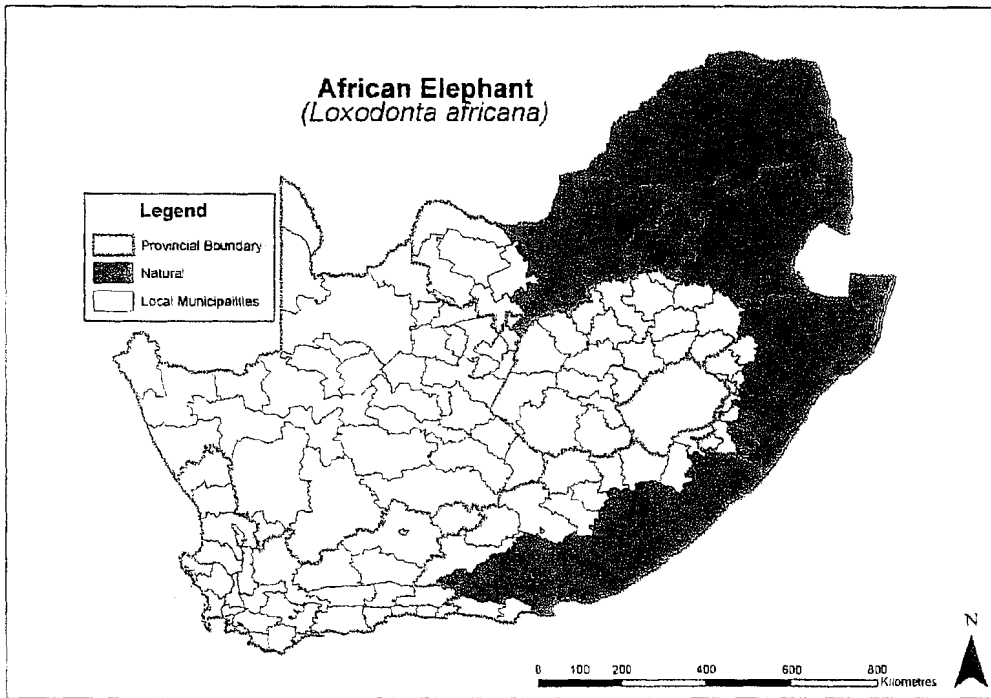 African Elephant
(Loxodonta africana)
Legend
Provincial Boundary
Natural
Local Municipalities
N
0 100 200 400 600 800
Kilometres